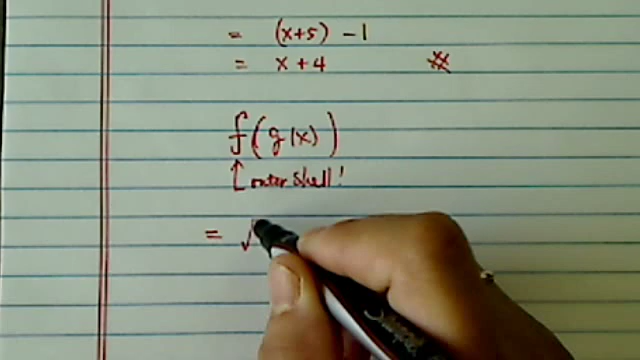 = (x+5) - 1
= x + 4
f(g(x))
outer shell!
= √